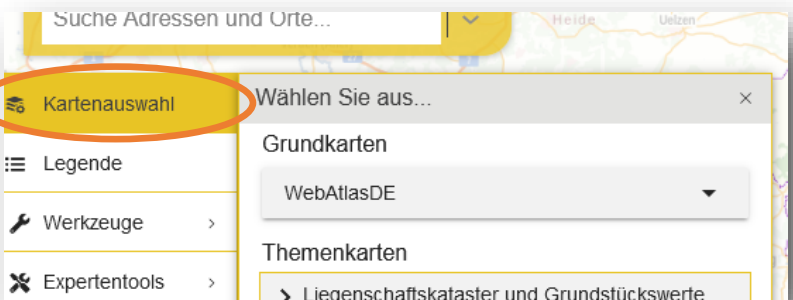 Suche Adressen und Orte...
Heide
Uelzen
Kartenauswahl
Legende
Werkzeuge
Expertentools
Wählen Sie aus...
Grundkarten
WebAtlasDE
Themenkarten
Liegenschaftskataster und Grundstückswerte